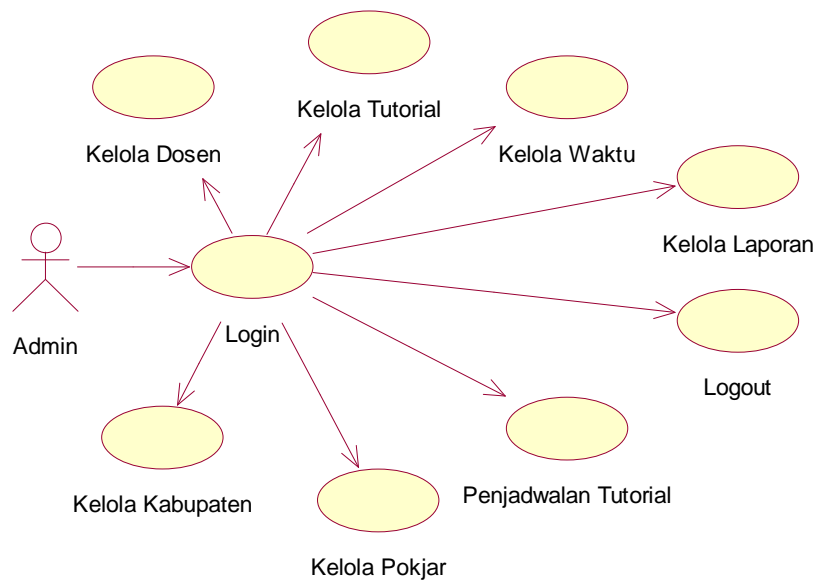 Kelola Tutorial
Kelola Dosen
Kelola Waktu
Kelola Laporan
Admin
Login
Logout
Kelola Kabupaten
Penjadwalan Tutorial
Kelola Pokjar